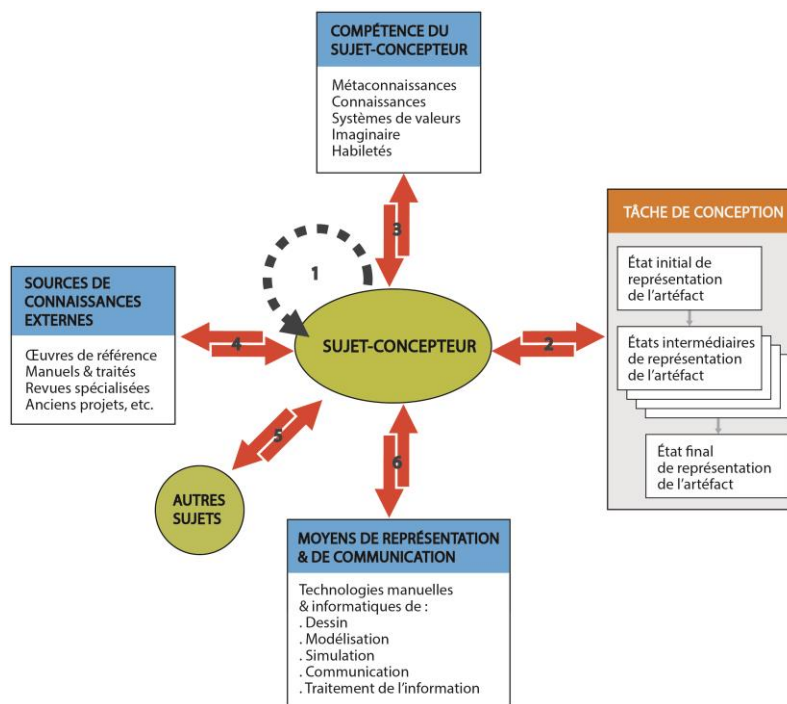 COMPÉTENCE DU
SUJET-CONCEPTEUR
Métaconnaissances
Connaissances
Systèmes de valeurs
Imaginaire
Habiletés
3
TÂCHE DE CONCEPTION
État initial de
représentation
de l'artéfact
États intermédiaires
de représentation
de l'artéfact
État final
de représentation
de l'artéfact
1
SOURCES DE
CONNAISSANCES
EXTERNES
Œuvres de référence
Manuels & traités
Revues spécialisées
Anciens projets, etc.
4
SUJET-CONCEPTEUR
2
5
6
AUTRES
SUJETS
MOYENS DE REPRÉSENTATION
& DE COMMUNICATION
Technologies manuelles
& informatiques de :
. Dessin
. Modélisation
. Simulation
. Communication
. Traitement de l'information